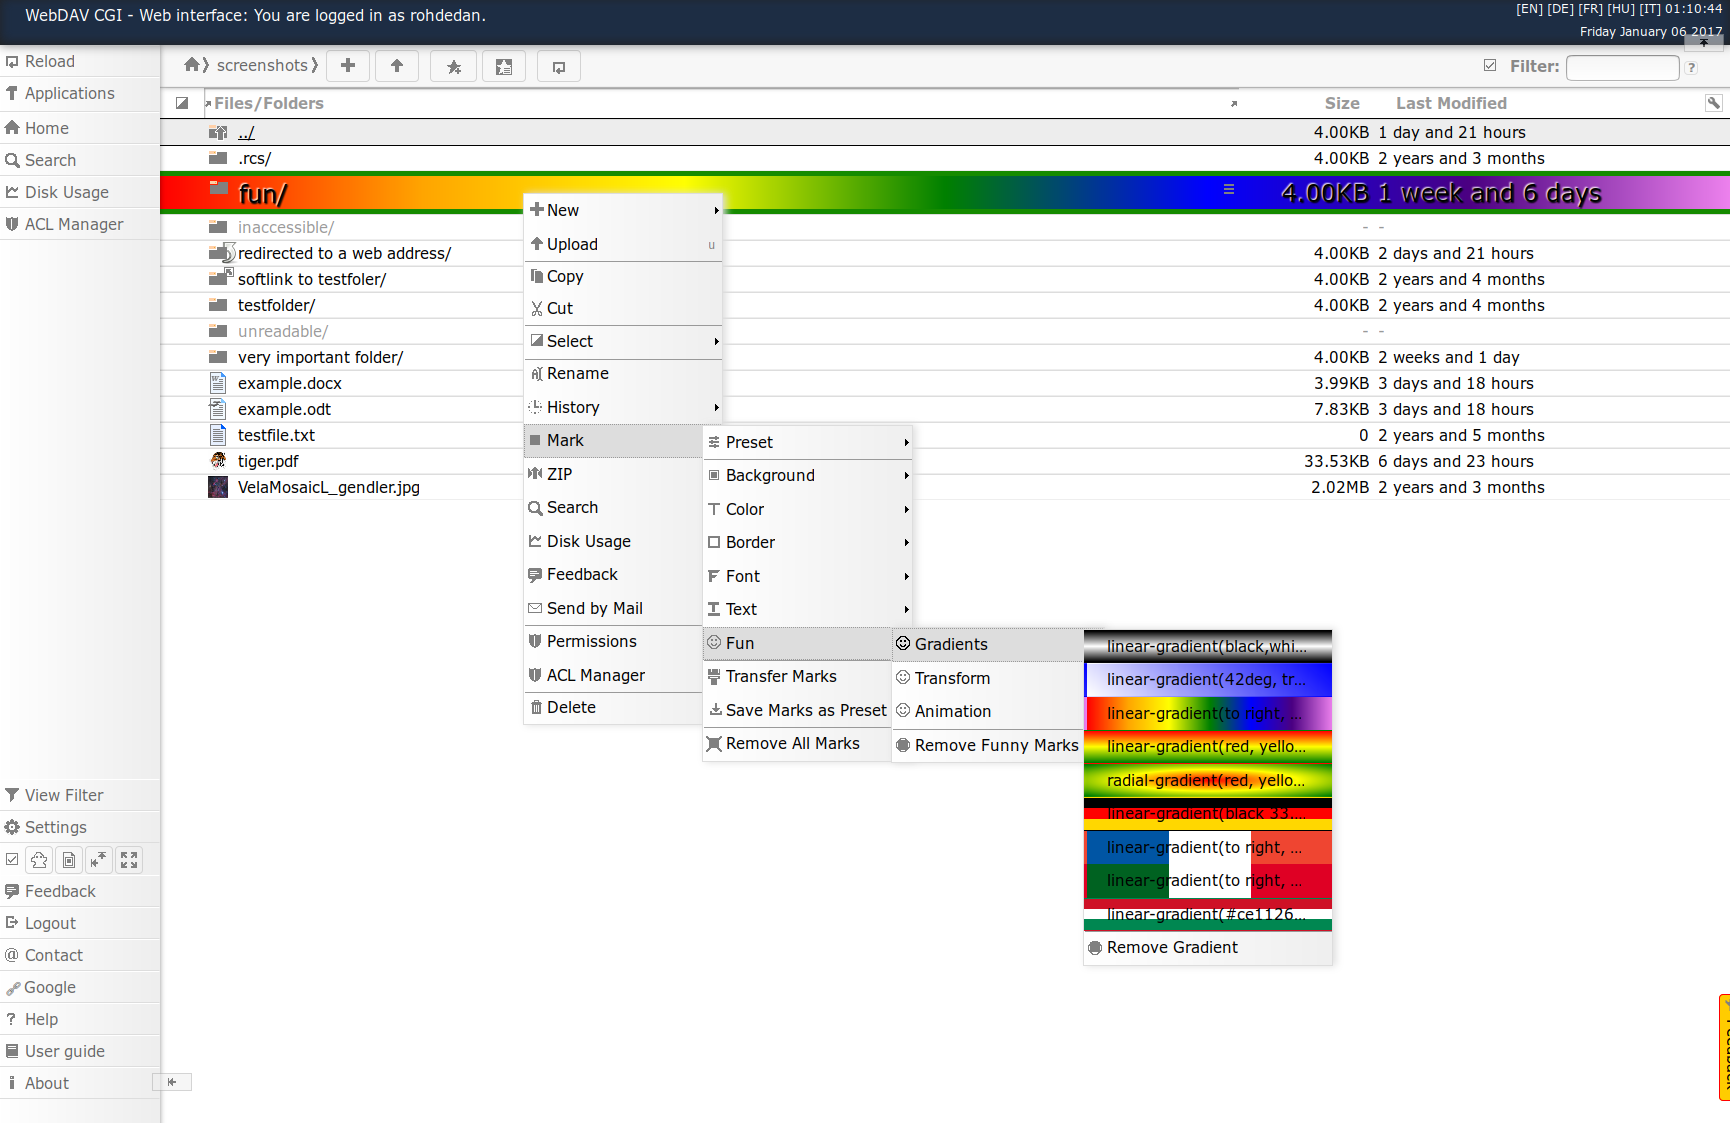 WebDAV CGI - Web interface: You are logged in as rohdedan.
[EN] [DE] [FR] [HU] [IT] 01:10:44
Friday January 06 2017
Reload
Applications
Home
Search
Disk Usage
ACL Manager
screenshots
Filter:
?
Files/Folders Size Last Modified
../ 4.00KB 1 day and 21 hours
.rcs/ 4.00KB 2 years and 3 months
fun/ 4.00KB 1 week and 6 days
inaccessible/ - -
redirected to a web address/ 4.00KB 2 days and 21 hours
softlink to testfoler/ 4.00KB 2 years and 4 months
testfolder/ 4.00KB 2 years and 4 months
unreadable/ - -
very important folder/ 4.00KB 2 weeks and 1 day
example.docx 3.99KB 3 days and 18 hours
example.odt 7.83KB 3 days and 18 hours
testfile.txt 0 2 years and 5 months
tiger.pdf 33.53KB 6 days and 23 hours
VelaMosaicL_gendler.jpg 2.02MB 2 years and 3 months
New
Upload u
Copy
Cut
Select
Rename
History
Mark
ZIP
Search
Disk Usage
Feedback
Send by Mail
Permissions
ACL Manager
Delete
Preset
Background
Color
Border
Font
Text
Fun
Transfer Marks
Save Marks as Preset
Remove All Marks
Gradients
Transform
Animation
Remove Funny Marks
linear-gradient(black,whi...
linear-gradient(42deg, tr...
linear-gradient(to right, ...
linear-gradient(red, yello...
radial-gradient(red, yello...
linear-gradient(black 33....
linear-gradient(to right, ...
linear-gradient(to right, ...
linear-gradient(#ce1126...
Remove Gradient
View Filter
Settings
Feedback
Logout
Contact
Google
Help
User guide
About
Feedback